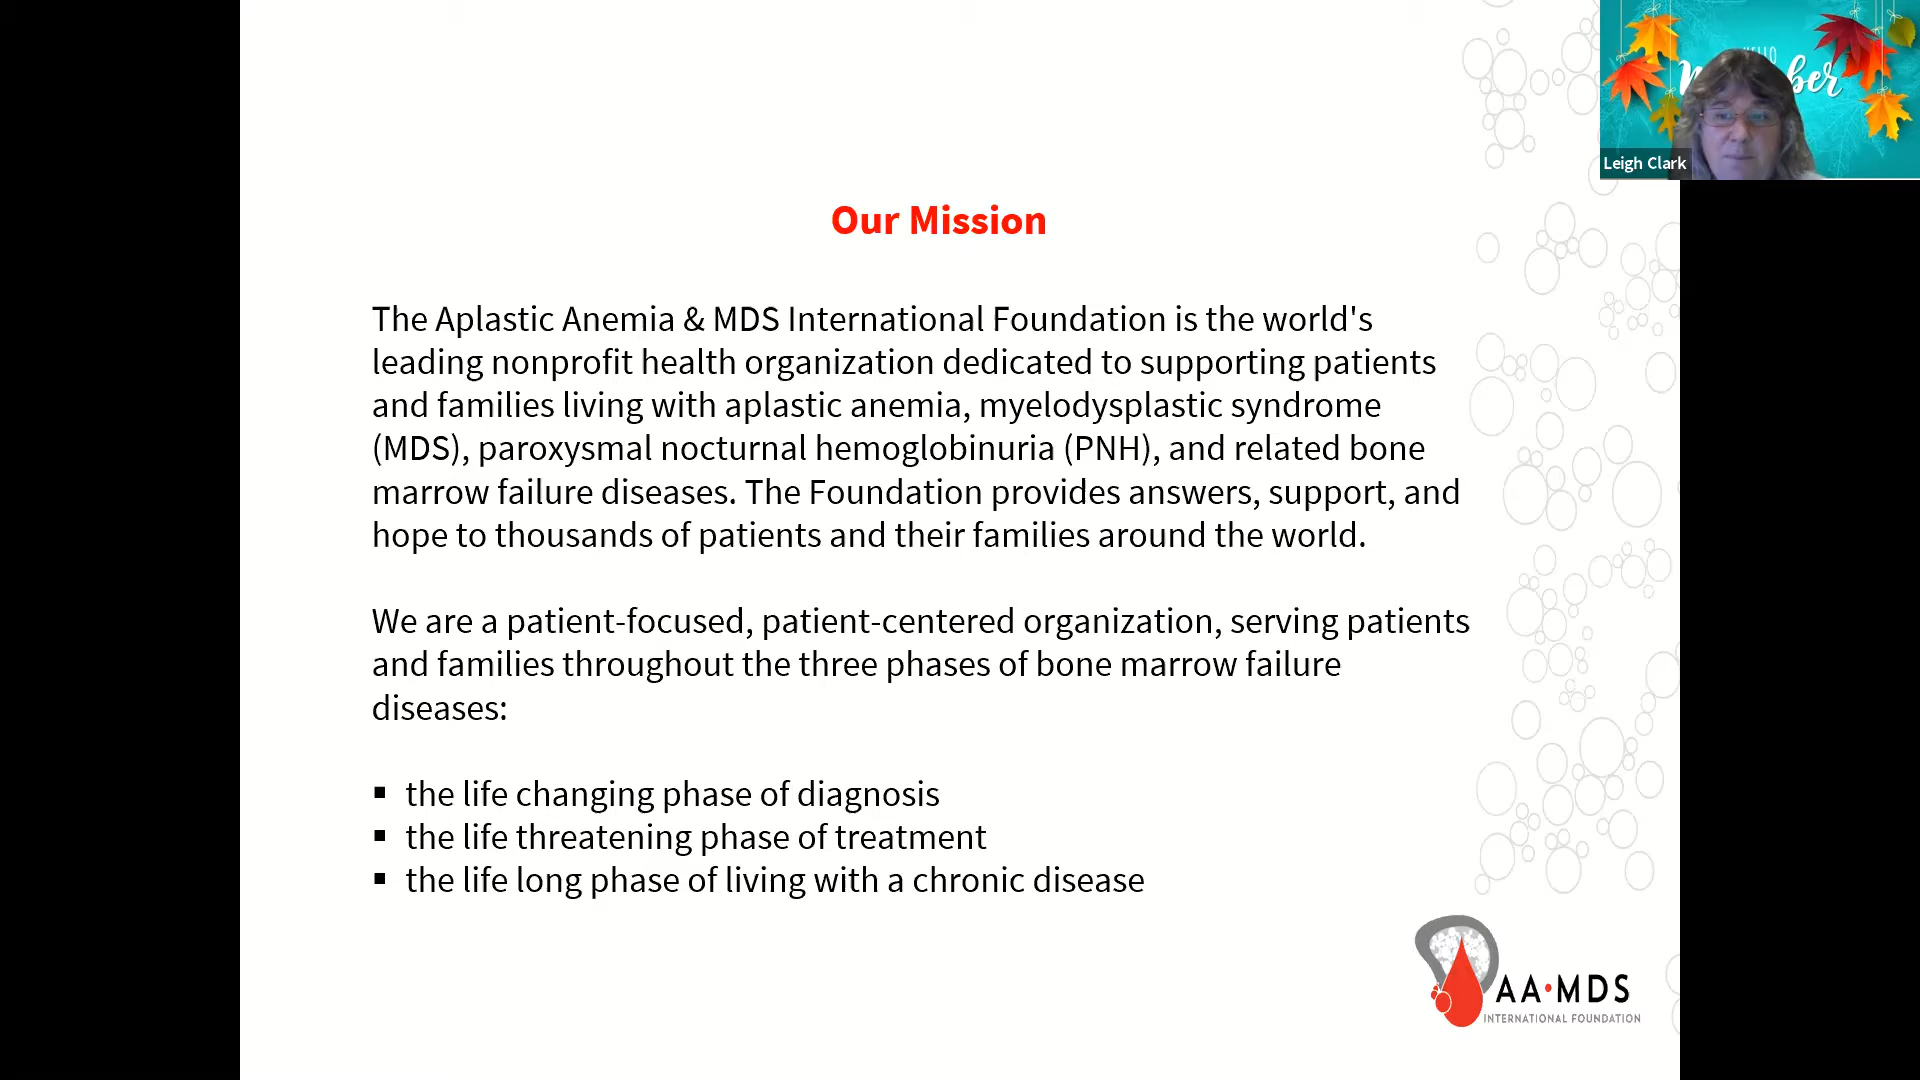 HELLO
ber
Leigh Clark
Our Mission
The Aplastic Anemia & MDS International Foundation is the world's
leading nonprofit health organization dedicated to supporting patients
and families living with aplastic anemia, myelodysplastic syndrome
(MDS), paroxysmal nocturnal hemoglobinuria (PNH), and related bone
marrow failure diseases. The Foundation provides answers, support, and
hope to thousands of patients and their families around the world.
We are a patient-focused, patient-centered organization, serving patients
and families throughout the three phases of bone marrow failure
diseases:
▪ the life changing phase of diagnosis
▪ the life threatening phase of treatment
▪ the life long phase of living with a chronic disease
AA•MDS
INTERNATIONAL FOUNDATION